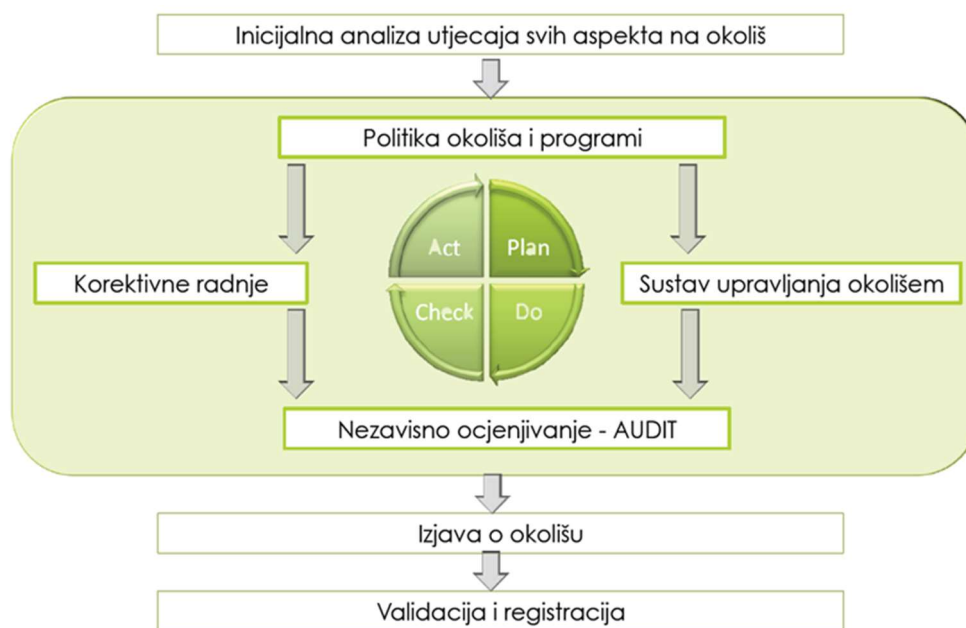 Inicijalna analiza utjecaja svih aspekta na okoliš
Politika okoliša i programi
Act
Plan
Korektivne radnje
Sustav upravljanja okolišem
Check
Do
Nezavisno ocjenjivanje - AUDIT
Izjava o okolišu
Validacija i registracija